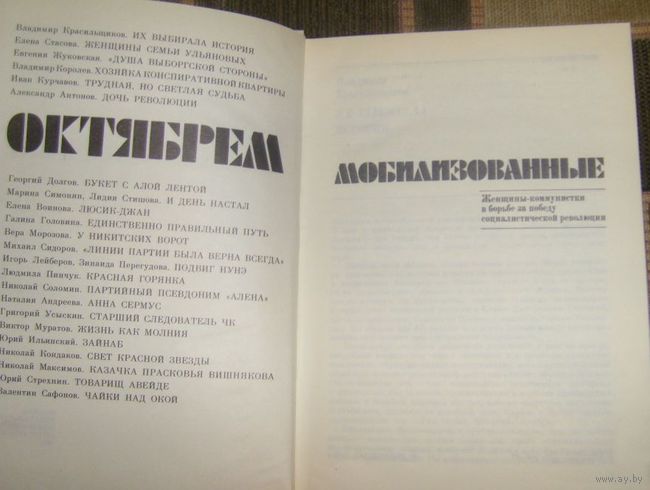 Владимир Красильщиков. ИХ ВЫБИРАЛА ИСТОРИЯ
Елена Стасова. ЖЕНЩИНЫ СЕМЬИ УЛЬЯНОВЫХ
Евгения Жуковская. «ДУША ВЫБОРГСКОЙ СТОРОНЫ»
Владимир Королев. ХОЗЯЙКА КОНСПИРАТИВНОЙ КВАРТИРЫ
Иван Курчавов. ТРУДНАЯ, НО СВЕТЛАЯ СУДЬБА
Александр Антонов. ДОЧЬ РЕВОЛЮЦИИ
ОКТЯБРЕМ
Георгий Долгов. БУКЕТ С АЛОЙ ЛЕНТОЙ
Марина Симонян, Лидия Стишова. И ДЕНЬ НАСТАЛ
Елена Воинова. ЛЮСИК-ДЖАН
Галина Головина. ЕДИНСТВЕННО ПРАВИЛЬНЫЙ ПУТЬ
Вера Морозова. У НИКИТСКИХ ВОРОТ
Михаил Сидоров. «ЛИНИИ ПАРТИИ БЫЛА ВЕРНА ВСЕГДА»
Игорь Лейберов, Зинаида Перегудова. ПОДВИГ НУНЭ
Людмила Пинчук. КРАСНАЯ ГОРЯНКА
Николай Соломин. ПАРТИЙНЫЙ ПСЕВДОНИМ «АЛЕНА»
Наталия Андреева. АННА СЕРМУС
Григорий Усыскин. СТАРШИЙ СЛЕДОВАТЕЛЬ ЧК
Виктор Муратов. ЖИЗНЬ КАК МОЛНИЯ
Юрий Ильинский. ЗАЙНАБ
Николай Кондаков. СВЕТ КРАСНОЙ ЗВЕЗДЫ
Николай Максимов. КАЗАЧКА ПРАСКОВЬЯ ВИШНЯКОВА
Юрий Стрехнин. ТОВАРИЩ АВЕЙДЕ
Валентин Сафонов. ЧАЙКИ НАД ОКОЙ
МОБИЛИЗОВАННЫЕ
Женщины-коммунистки
в борьбе за победу
социалистической революции
www.ay.by